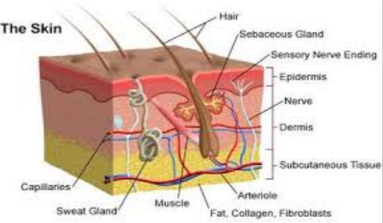 The Skin
Hair
Sebaceous Gland
Sensory Nerve Ending
Epidermis
Nerve
Dermis
Subcutaneous Tissue
Capillaries
Sweat Gland
Muscle
Arteriole
Fat, Collagen, Fibroblasts